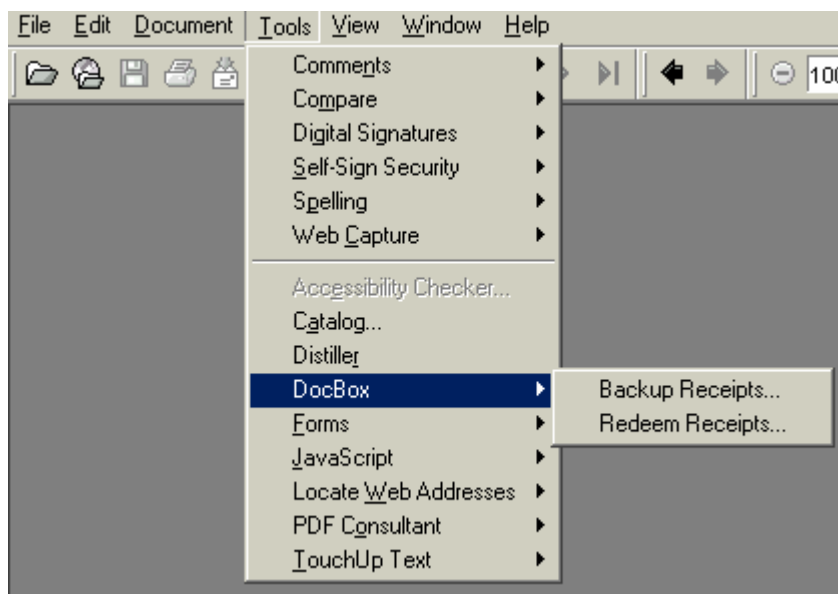 File Edit Document Tools View Window Help
100
Comments
Compare
Digital Signatures
Self-Sign Security
Spelling
Web Capture
Accessibility Checker...
Catalog...
Distiller
DocBox
Backup Receipts...
Redeem Receipts...
Forms
JavaScript
Locate Web Addresses
PDF Consultant
TouchUp Text